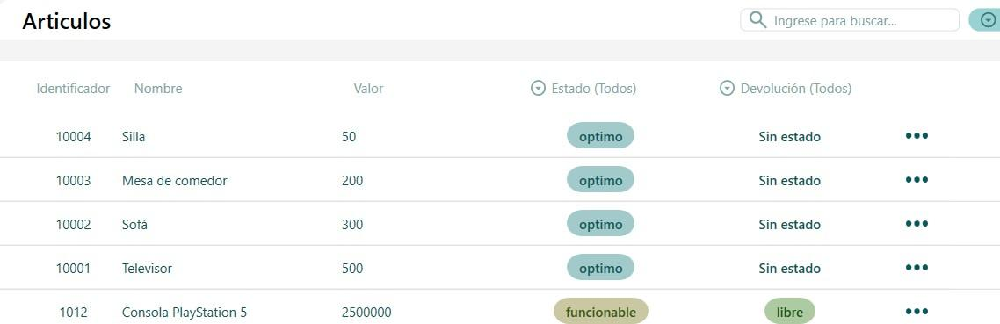 Articulos
Ingrese para buscar...
Identificador Nombre Valor Estado (Todos) Devolución (Todos)
10004 Silla 50 optimo Sin estado
10003 Mesa de comedor 200 optimo Sin estado
10002 Sofá 300 optimo Sin estado
10001 Televisor 500 optimo Sin estado
1012 Consola PlayStation 5 2500000 funcionable libre